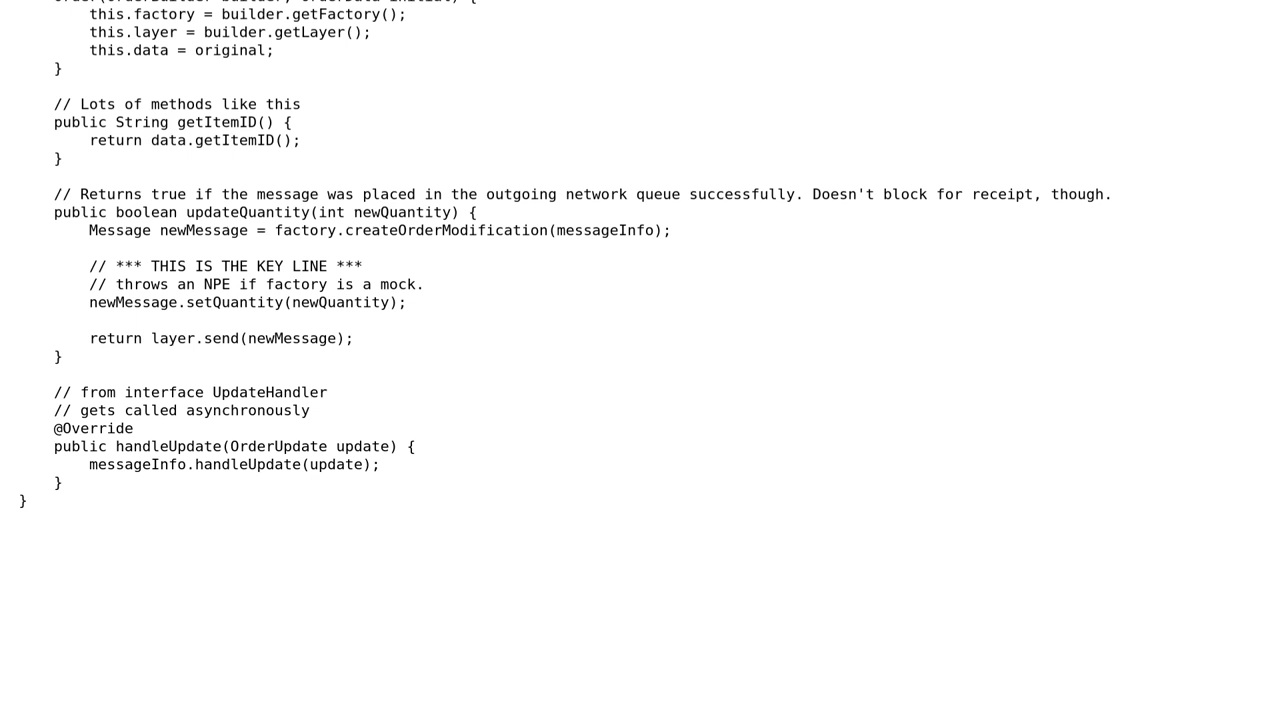 this.factory = builder.getFactory();
this.layer = builder.getLayer();
this.data = original;
}
// Lots of methods like this
public String getItemID() {
return data.getItemID();
}
// Returns true if the message was placed in the outgoing network queue successfully. Doesn't block for receipt, though.
public boolean updateQuantity(int newQuantity) {
Message newMessage = factory.createOrderModification(messageInfo);
// *** THIS IS THE KEY LINE ***
// throws an NPE if factory is a mock.
newMessage.setQuantity(newQuantity);
return layer.send(newMessage);
}
// from interface UpdateHandler
// gets called asynchronously
@Override
public handleUpdate(OrderUpdate update) {
messageInfo.handleUpdate(update);
}
}